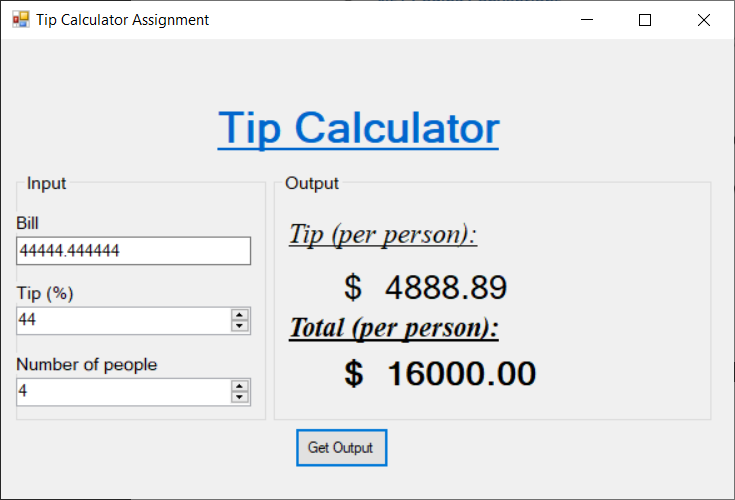 Tip Calculator Assignment
Tip Calculator
Input
Bill
44444.444444
Tip (%)
44
Number of people
4
Output
Tip (per person):
$ 4888.89
Total (per person):
$ 16000.00
Get Output